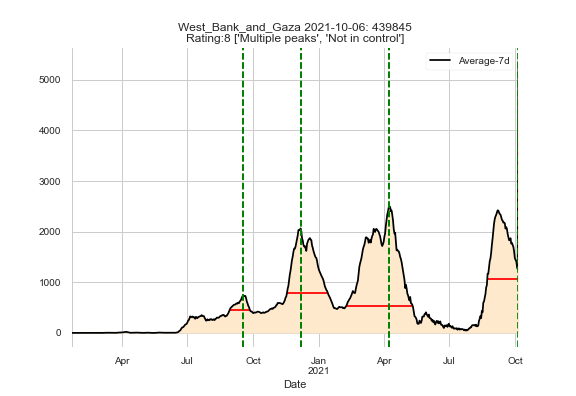 West_Bank_and_Gaza 2021-10-06: 439845
Rating:8 ['Multiple peaks', 'Not in control']
Average-7d
5000
4000
3000
2000
1000
0
Apr Jul Oct Jan Apr Jul Oct
2021
Date